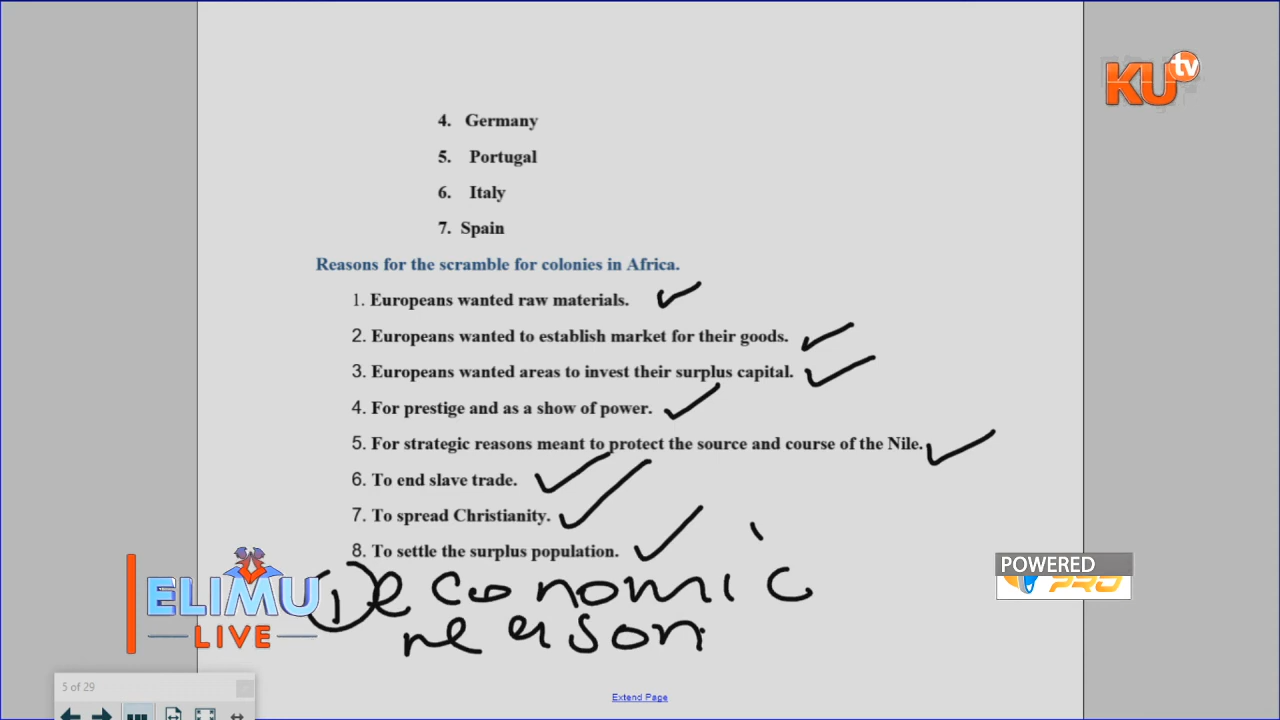 KU tv
4. Germany
5. Portugal
6. Italy
7. Spain
Reasons for the scramble for colonies in Africa.
1. Europeans wanted raw materials.
2. Europeans wanted to establish market for their goods.
3. Europeans wanted areas to invest their surplus capital.
4. For prestige and as a show of power.
5. For strategic reasons meant to protect the source and course of the Nile.
6. To end slave trade.
7. To spread Christianity.
8. To settle the surplus population.
1) economic
reason
ELIMU
LIVE
POWERED
PRO
5 of 29
Extend Page